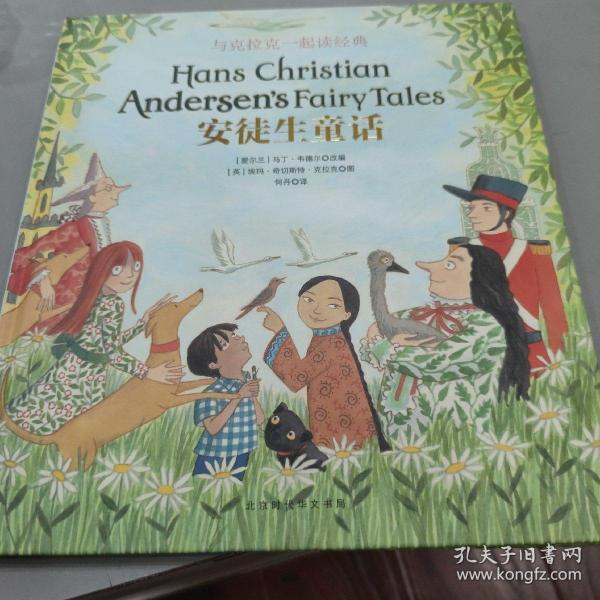 与克拉克一起读经典
Hans Christian
Andersen's Fairy Tales
安徒生童话
[爱尔兰] 马丁·韦德尔 改编
[英] 埃玛·奇切斯特·克拉克 图
何丹 译
北京时代华文书局
孔夫子旧书网
www.kongfz.com